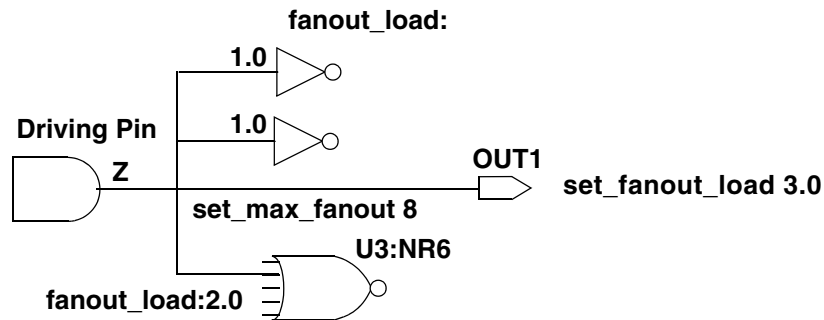 fanout_load:
1.0
1.0
Driving Pin
Z
OUT1
set_fanout_load 3.0
set_max_fanout 8
U3:NR6
fanout_load:2.0